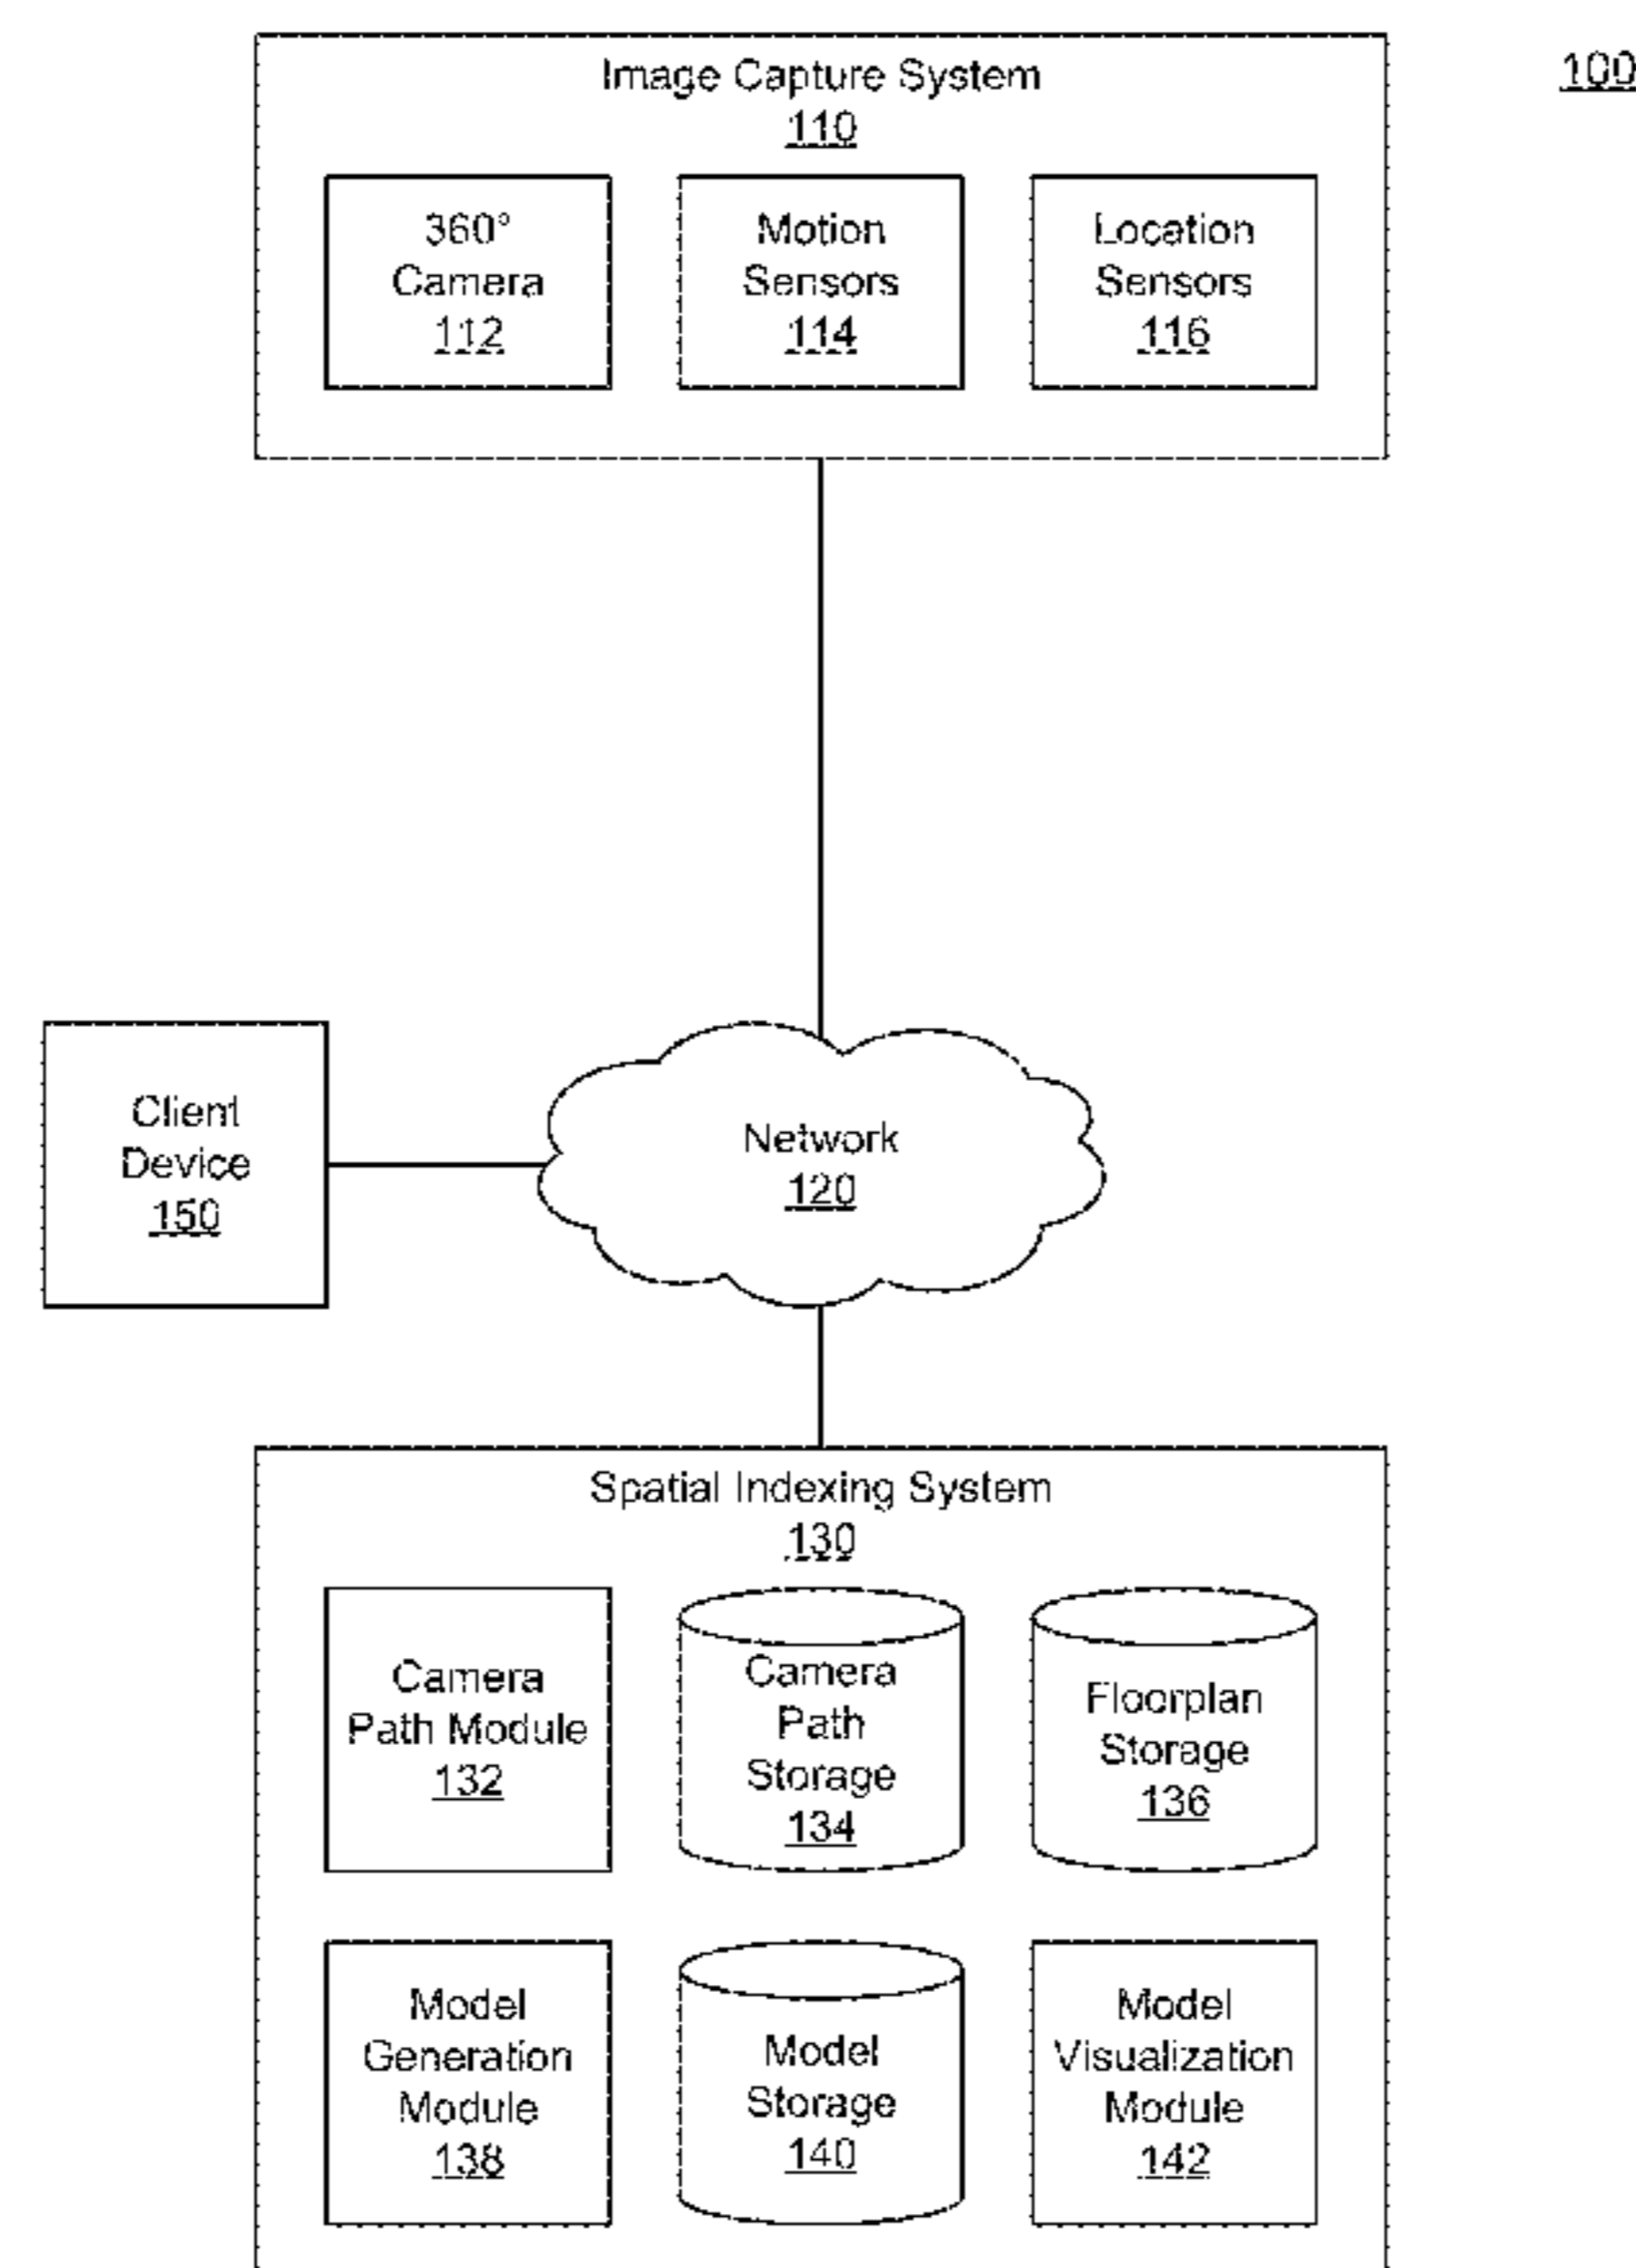 100
Image Capture System
110
360°
Camera
112
Motion
Sensors
114
Location
Sensors
116
Client
Device
150
Network
120
Spatial Indexing System
130
Camera
Path Module
132
Camera
Path
Storage
134
Floorplan
Storage
136
Model
Generation
Module
138
Model
Storage
140
Model
Visualization
Module
142